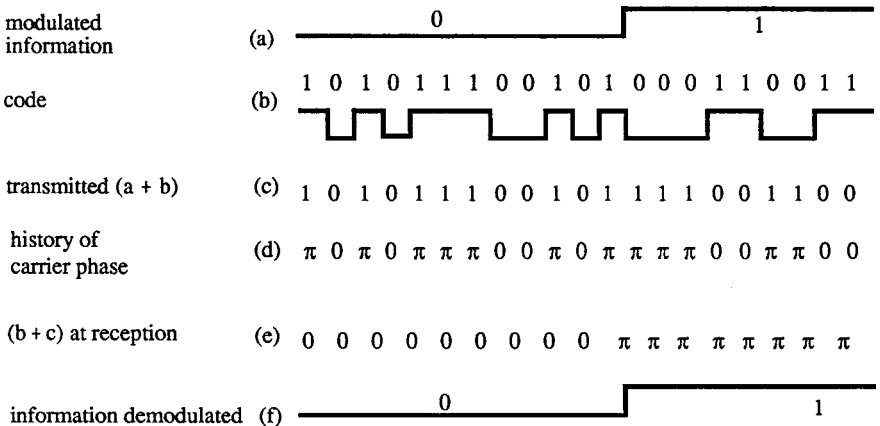 modulated
information
(a)
0
1
code
(b)
1 0 1 0 1 1 1 0 0 1 0 1 0 0 0 1 1 0 0 1 1
transmitted (a + b)
(c)
1 0 1 0 1 1 1 0 0 1 0 1 1 1 1 0 0 1 1 0 0
history of
carrier phase
(d)
π 0 π 0 π π π 0 0 π 0 π π π π 0 0 π π 0 0
(b + c) at reception
(e)
0 0 0 0 0 0 0 0 0 π π π π π π π π
information demodulated
(f)
0
1